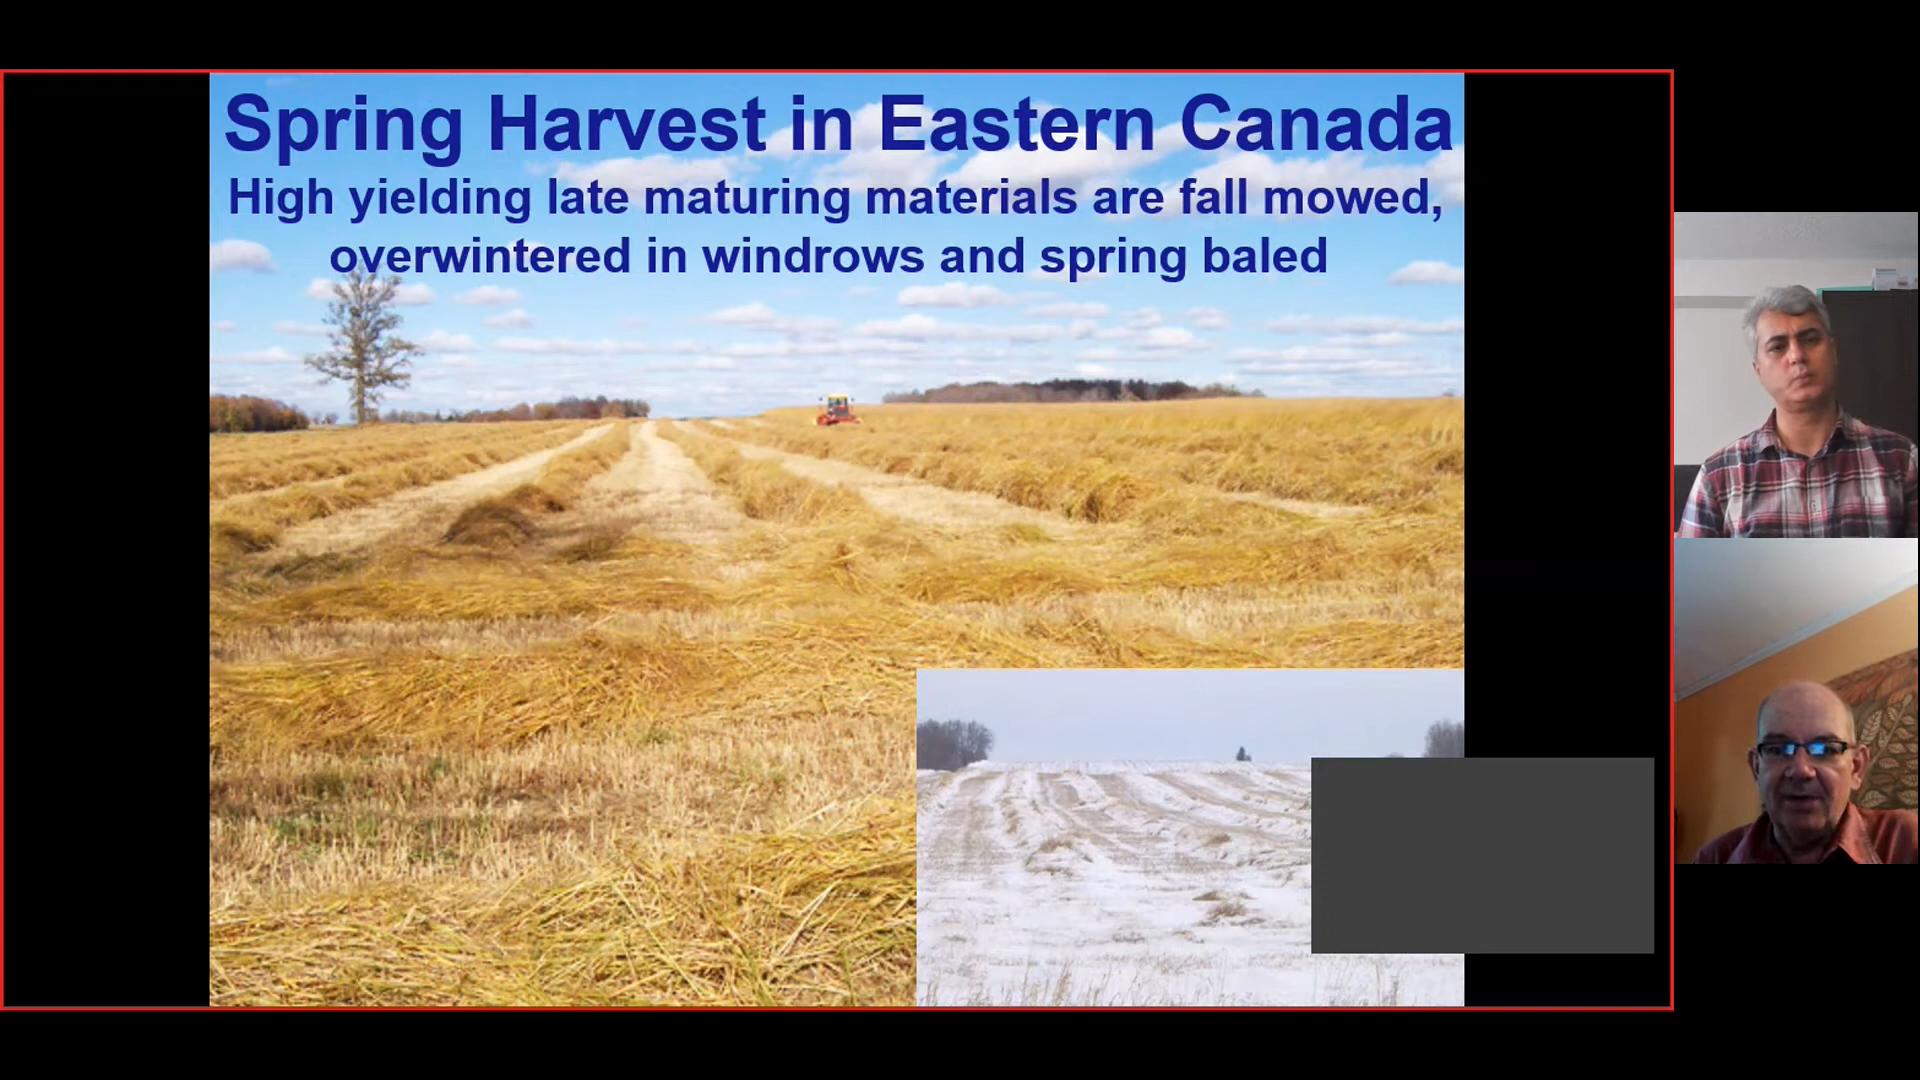 Spring Harvest in Eastern Canada
High yielding late maturing materials are fall mowed,
overwintered in windrows and spring baled